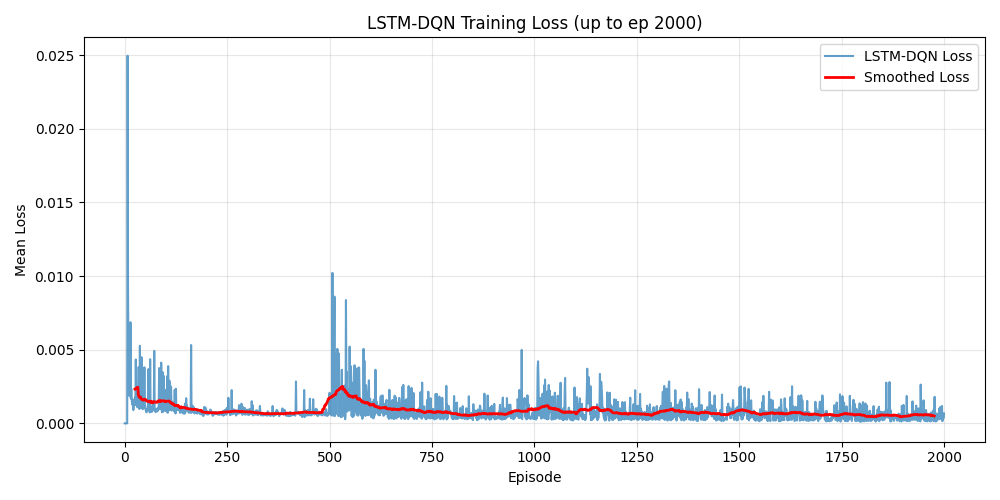 LSTM-DQN Training Loss (up to ep 2000)
LSTM-DQN Loss
Smoothed Loss
Mean Loss
0.025
0.020
0.015
0.010
0.005
0.000
0 250 500 750 1000 1250 1500 1750 2000
Episode